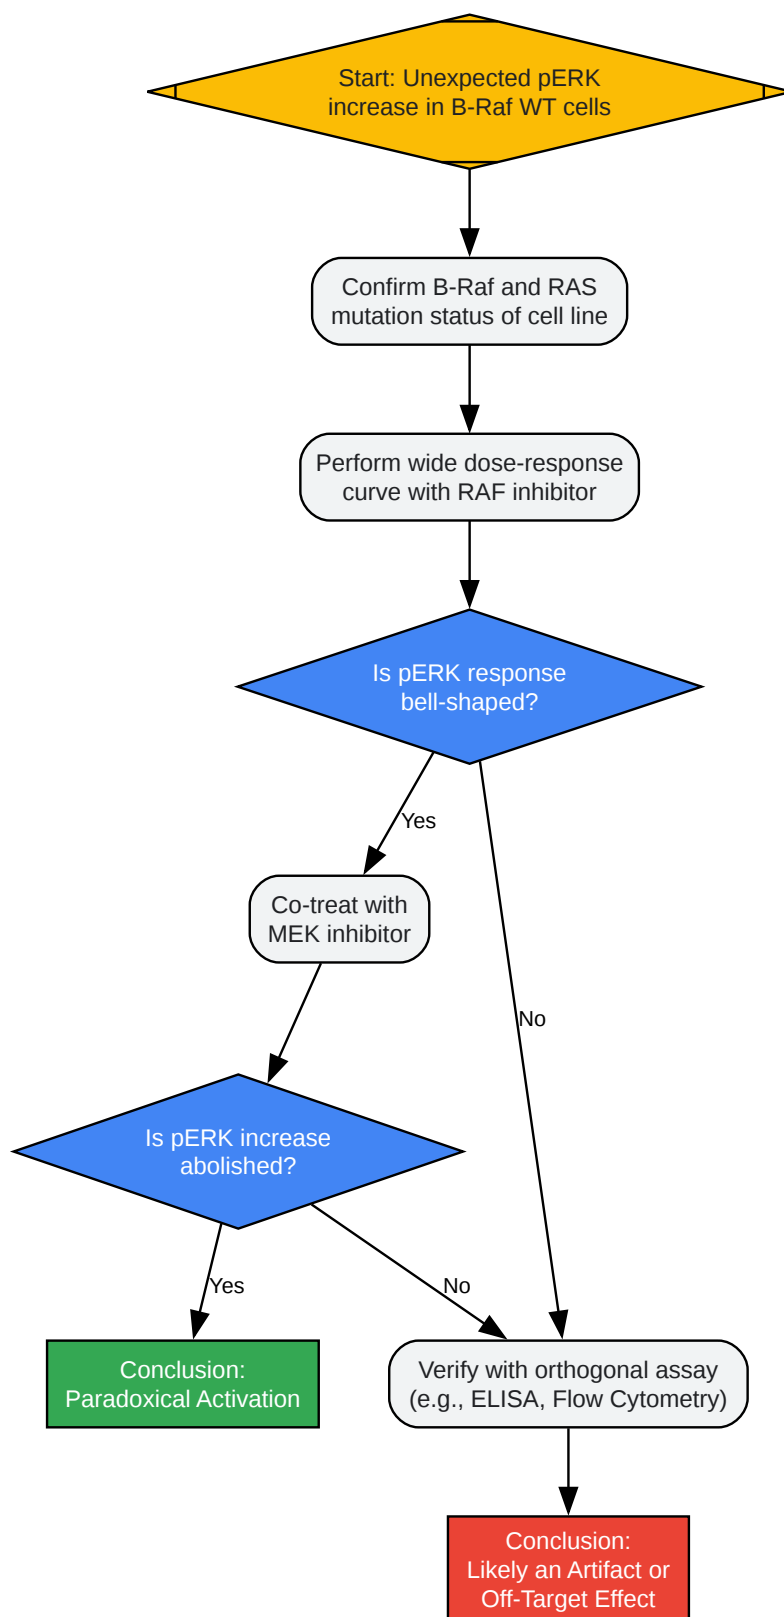 Start: Unexpected pERK
increase in B-Raf WT cells
Confirm B-Raf and RAS
mutation status of cell line
Perform wide dose-response
curve with RAF inhibitor
Is pERK response
bell-shaped?
Yes
Co-treat with
MEK inhibitor
No
Is pERK increase
abolished?
Yes
No
Conclusion:
Paradoxical Activation
Verify with orthogonal assay
(e.g., ELISA, Flow Cytometry)
Conclusion:
Likely an Artifact or
Off-Target Effect